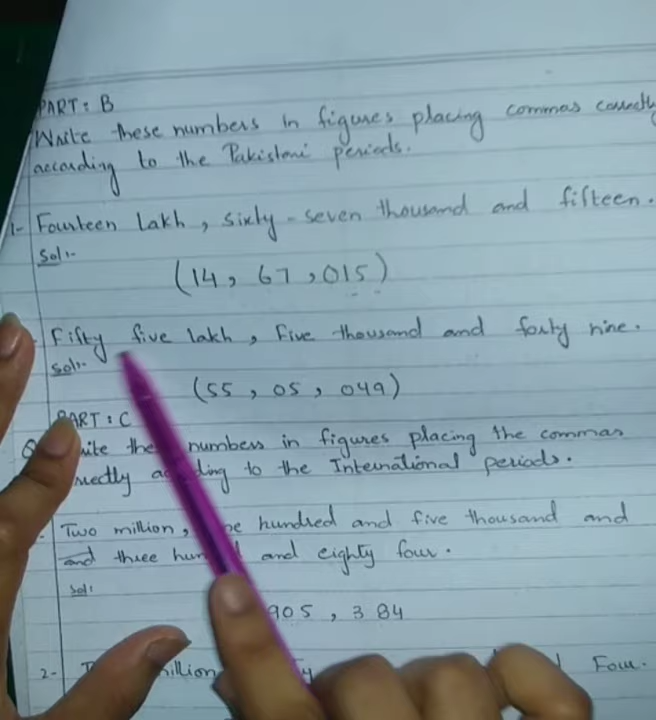 PART: B
Write these numbers in figures placing commas correctly
according to the Pakistani periods.
1- Fourteen Lakh, sixty-seven thousand and fifteen.
Sol:-
(14, 67, 015)
Fifty five lakh, Five thousand and forty nine.
Sol:-
(55, 05, 049)
PART: C
numbers in figures placing the commas
to the International periods.
Two million, hundred and five thousand and
and three and eighty four.
Sol:
905, 384
2- Four.